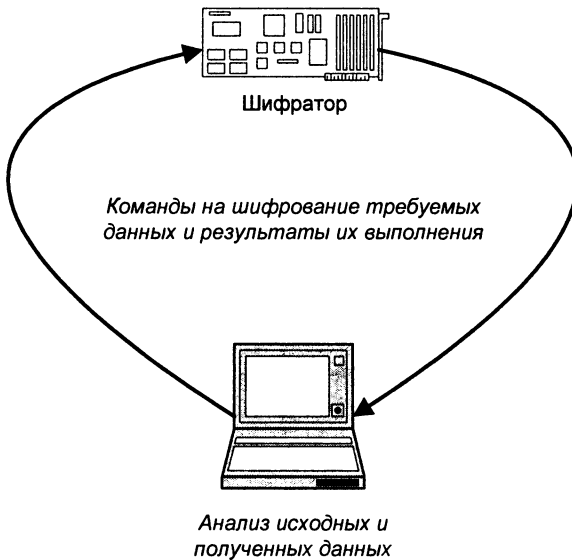 Шифратор
Команды на шифрование требуемых
данных и результаты их выполнения
Анализ исходных и
полученных данных